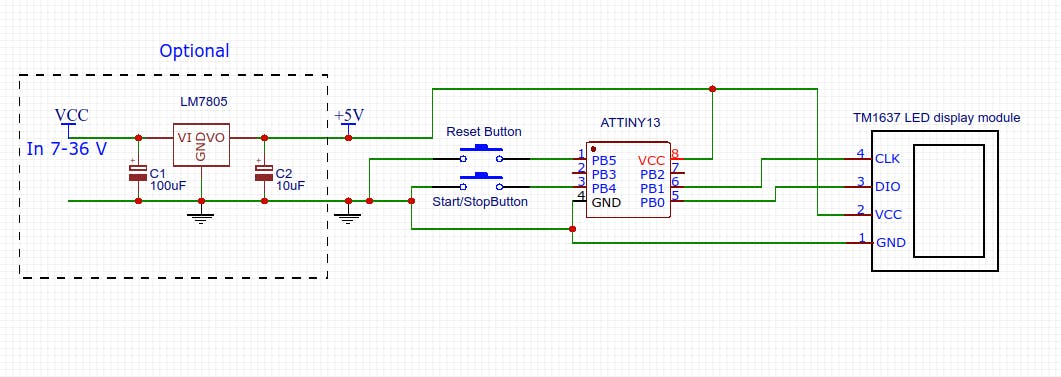 Optional
LM7805
VCC
VI
GND
VO
+5V
In 7-36 V
+
C1
100uF
+
C2
10uF
Reset Button
Start/StopButton
ATTINY13
1
PB5
VCC
8
2
PB3
PB2
7
3
PB4
PB1
6
4
GND
PB0
5
TM1637 LED display module
4
CLK
3
DIO
2
VCC
1
GND